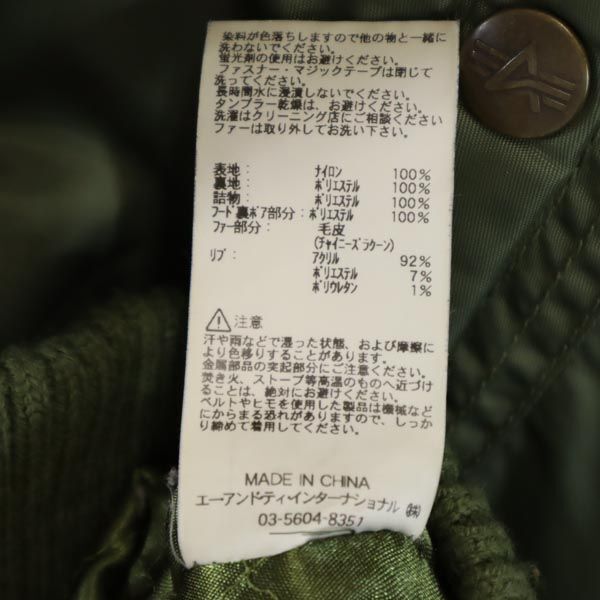 染料が色落ちしますので他の物と一緒に
洗わないでください。
蛍光剤の使用はお避けください。
ファスナー・マジックテープは閉じて
洗ってください。
長時間水に浸漬しないでください。
タンブラー乾燥は、お避けください。
洗濯はクリーニング店にご相談ください
ファーは取り外してお洗い下さい。
表地: ナイロン 100%
裏地: ポリエステル 100%
詰物: ポリエステル 100%
フード裏ボア部分: ポリエステル 100%
ファー部分: 毛皮
(チャイニーズラクーン)
リブ: アクリル 92%
ポリエステル 7%
ポリウレタン 1%
⚠注意
汗や雨などで湿った状態、および摩擦に
より色移りすることがあります。
金属部品の突起部分にご注意ください。
焚き火、ストーブ等高温のものへ近づけ
ることは、絶対にお避けください。
ベルトやヒモを使用した製品は機械など
にからまる恐れがありますので、しっか
り締めて着用してください。
MADE IN CHINA
エー・アンド・ティ・インターナショナル㈱
03-5604-8351